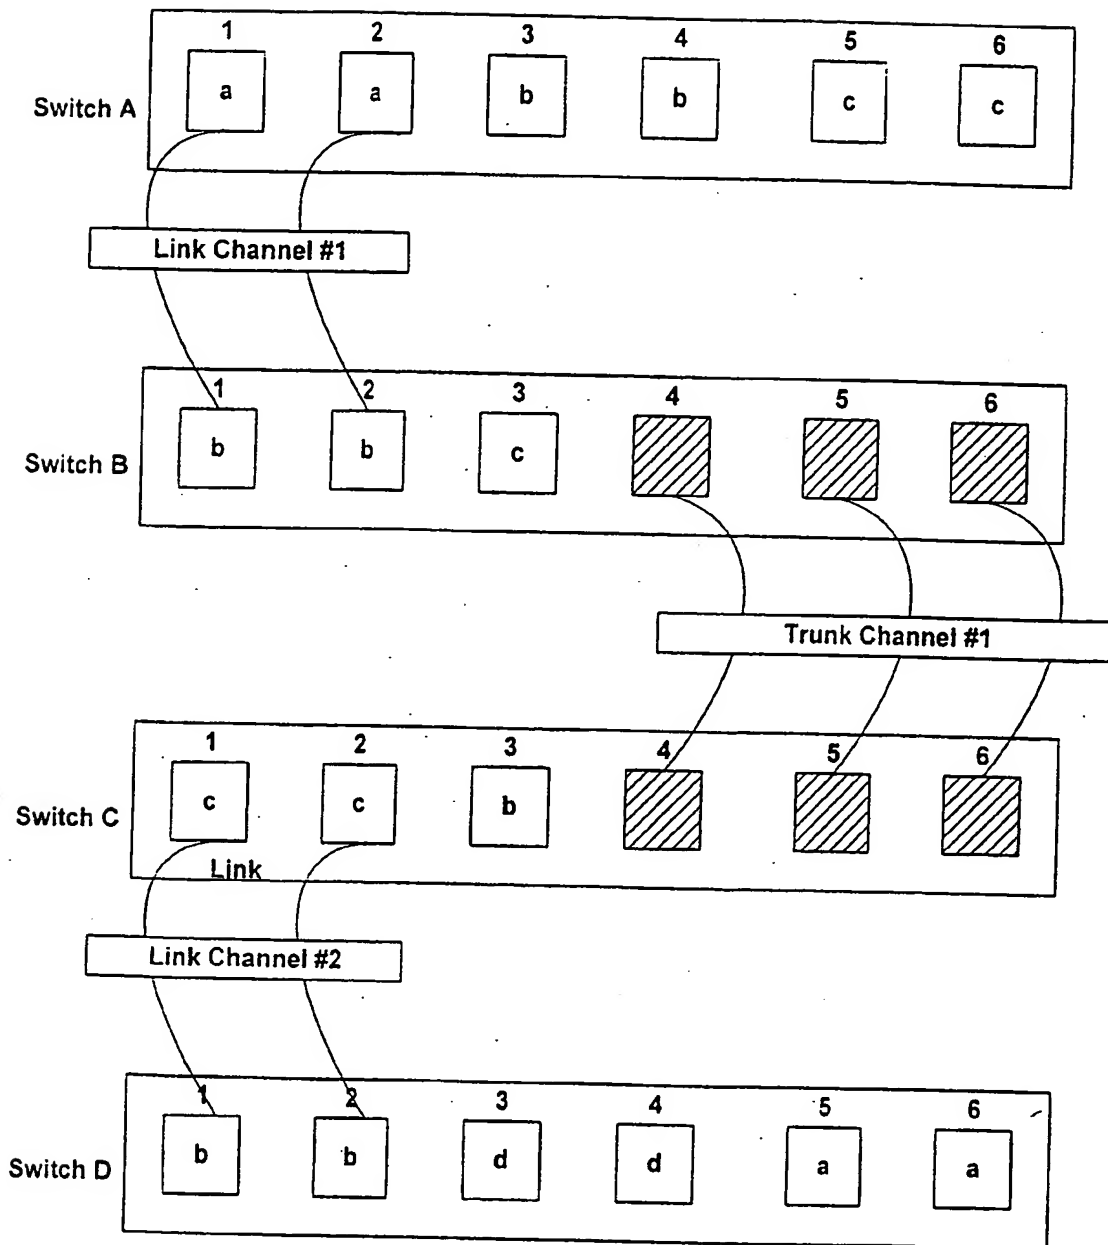 1 2 3 4 5 6
Switch A a a b b c c
Link Channel #1
1 2 3 4 5 6
Switch B b b c
Trunk Channel #1
1 2 3 4 5 6
Switch C c c b
Link
Link Channel #2
1 2 3 4 5 6
Switch D b b d d a a